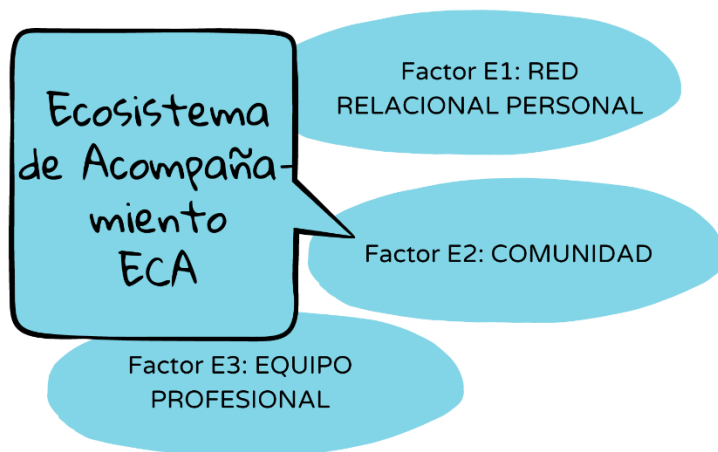 Ecosistema
de Acompaña-
miento
ECA
Factor E1: RED
RELACIONAL PERSONAL
Factor E2: COMUNIDAD
Factor E3: EQUIPO
PROFESIONAL